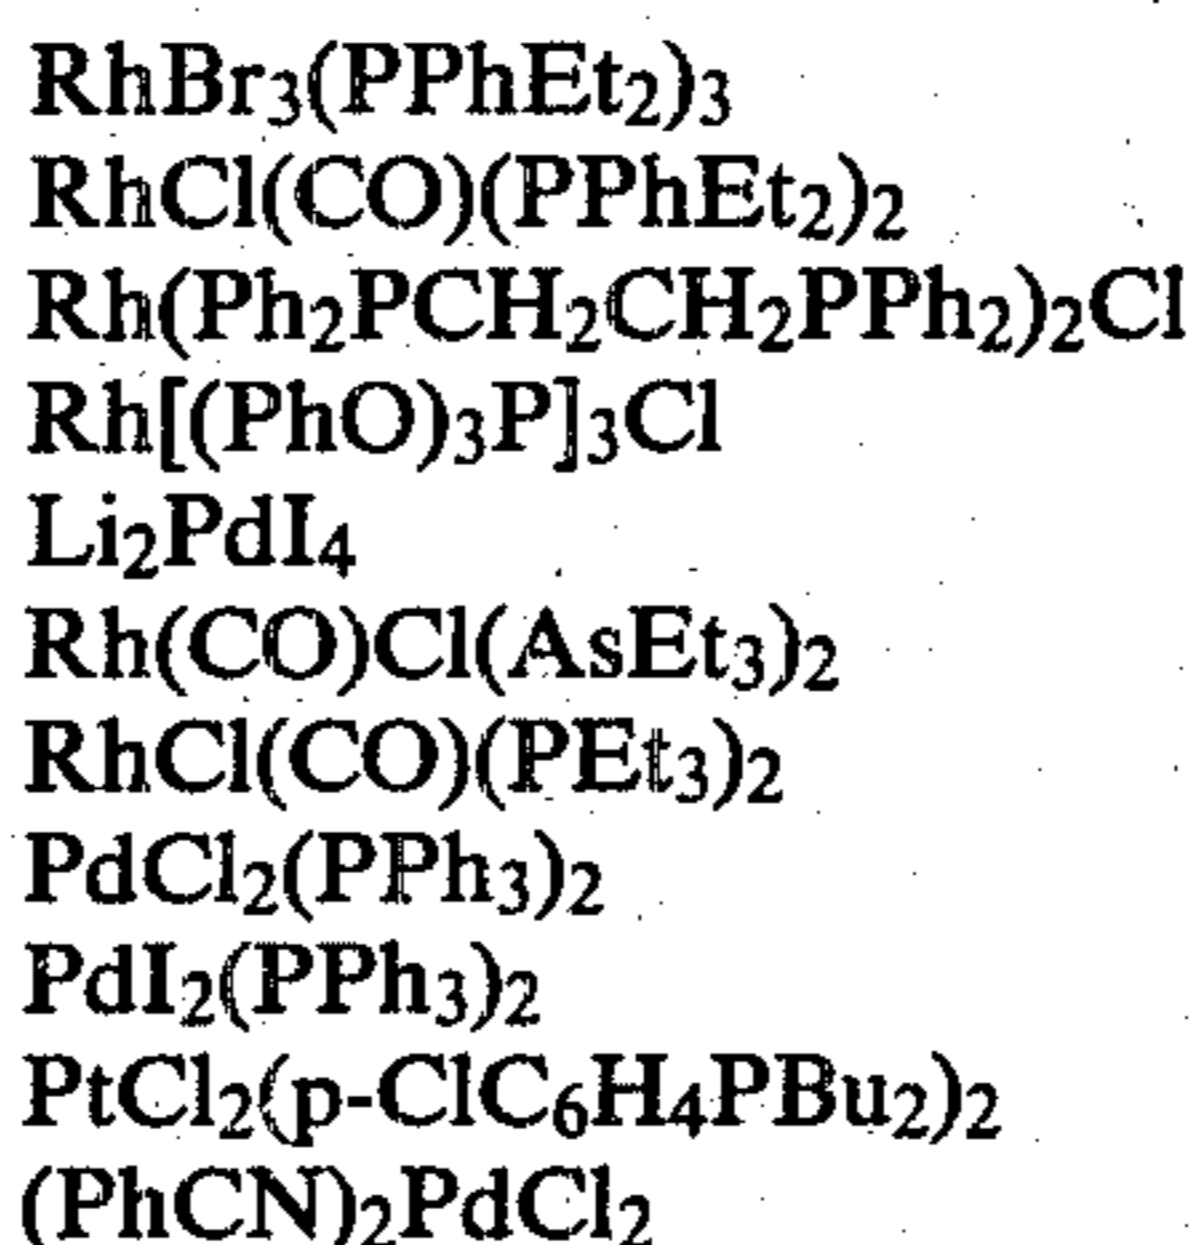 RhBr3(PPhEt2)3
RhCl(CO)(PPhEt2)2
Rh(Ph2PCH2CH2PPh2)2Cl
Rh[(PhO)3P]3Cl
Li2PdI4
Rh(CO)Cl(AsEt3)2
RhCl(CO)(PEt3)2
PdCl2(PPh3)2
PdI2(PPh3)2
PtCl2(p-ClC6H4PBu2)2
(PhCN)2PdCl2